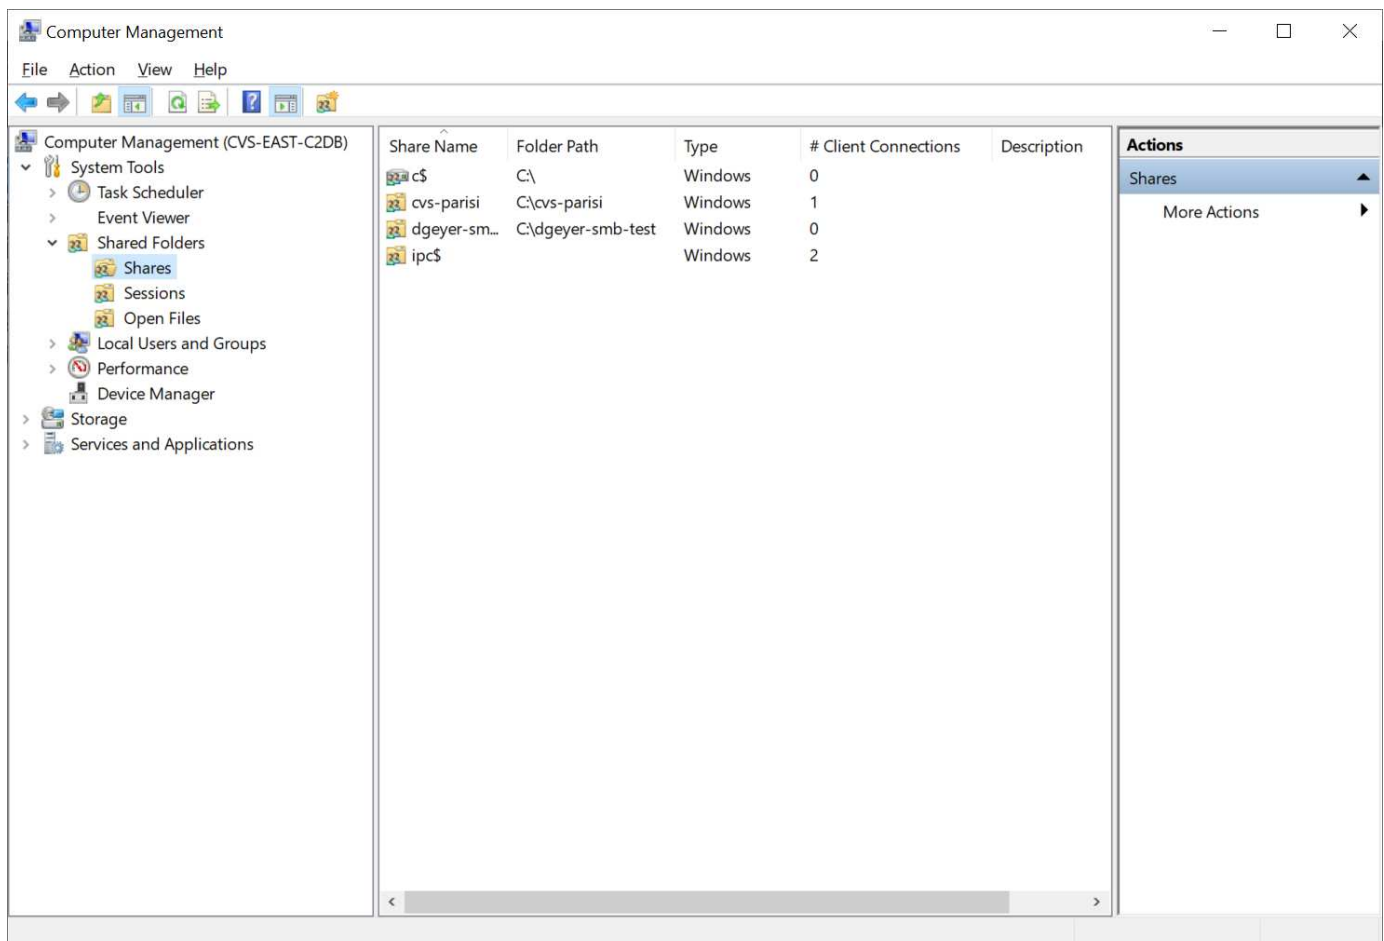 Computer Management
File Action View Help
Computer Management (CVS-EAST-C2DB)
System Tools
Task Scheduler
Event Viewer
Shared Folders
Shares
Sessions
Open Files
Local Users and Groups
Performance
Device Manager
Storage
Services and Applications
Share Name Folder Path Type # Client Connections Description
c$ C:\ Windows 0
cvs-parisi C:\cvs-parisi Windows 1
dgeyer-sm... C:\dgeyer-smb-test Windows 0
ipc$ Windows 2
Actions
Shares
More Actions